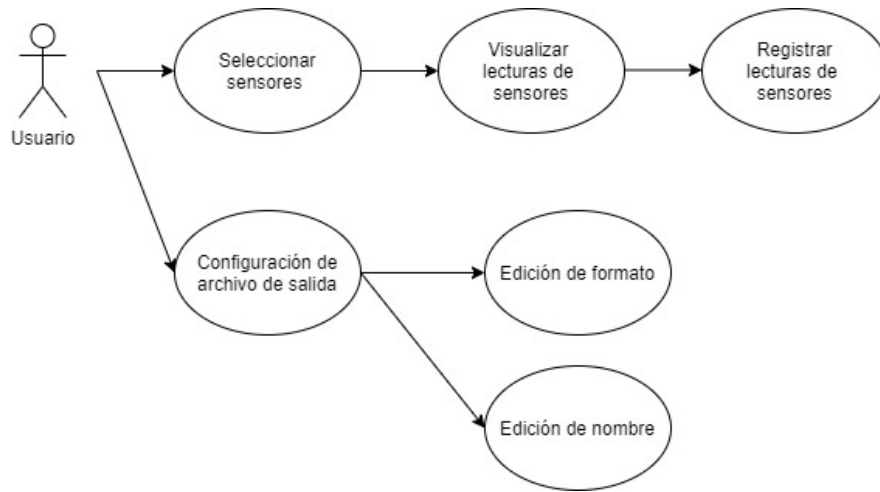 Usuario
Seleccionar
sensores
Visualizar
lecturas de
sensores
Registrar
lecturas de
sensores
Configuración de
archivo de salida
Edición de formato
Edición de nombre